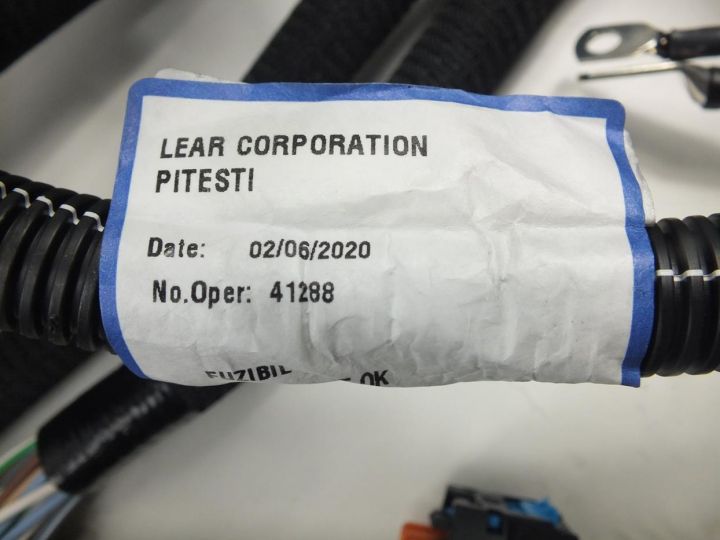 LEAR CORPORATION
PITESTI
Date: 02/06/2020
No.Oper: 41288
OK